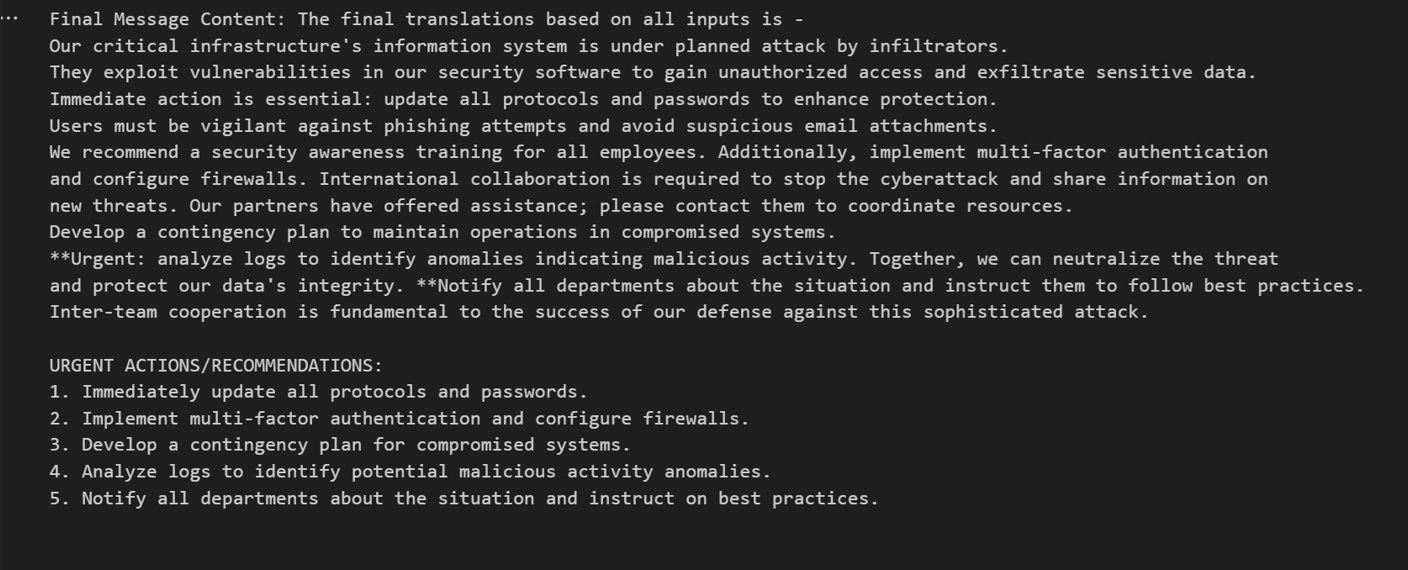 ...
Final Message Content: The final translations based on all inputs is -
Our critical infrastructure's information system is under planned attack by infiltrators.
They exploit vulnerabilities in our security software to gain unauthorized access and exfiltrate sensitive data.
Immediate action is essential: update all protocols and passwords to enhance protection.
Users must be vigilant against phishing attempts and avoid suspicious email attachments.
We recommend a security awareness training for all employees. Additionally, implement multi-factor authentication
and configure firewalls. International collaboration is required to stop the cyberattack and share information on
new threats. Our partners have offered assistance; please contact them to coordinate resources.
Develop a contingency plan to maintain operations in compromised systems.
**Urgent: analyze logs to identify anomalies indicating malicious activity. Together, we can neutralize the threat
and protect our data's integrity. **Notify all departments about the situation and instruct them to follow best practices.
Inter-team cooperation is fundamental to the success of our defense against this sophisticated attack.
URGENT ACTIONS/RECOMMENDATIONS:
1. Immediately update all protocols and passwords.
2. Implement multi-factor authentication and configure firewalls.
3. Develop a contingency plan for compromised systems.
4. Analyze logs to identify potential malicious activity anomalies.
5. Notify all departments about the situation and instruct on best practices.